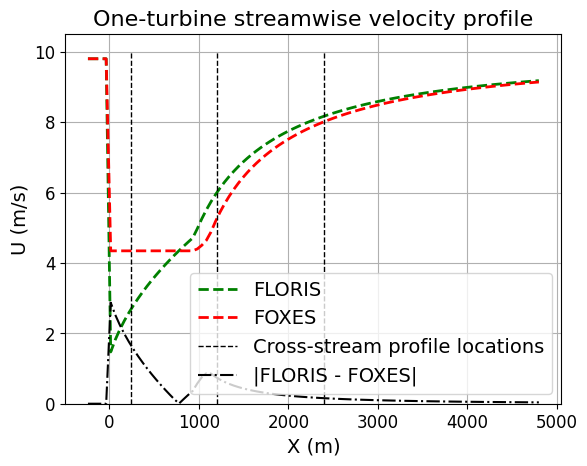 One-turbine streamwise velocity profile
U (m/s)
10
8
6
4
2
0
FLORIS
FOXES
Cross-stream profile locations
|FLORIS - FOXES|
0 1000 2000 3000 4000 5000
X (m)